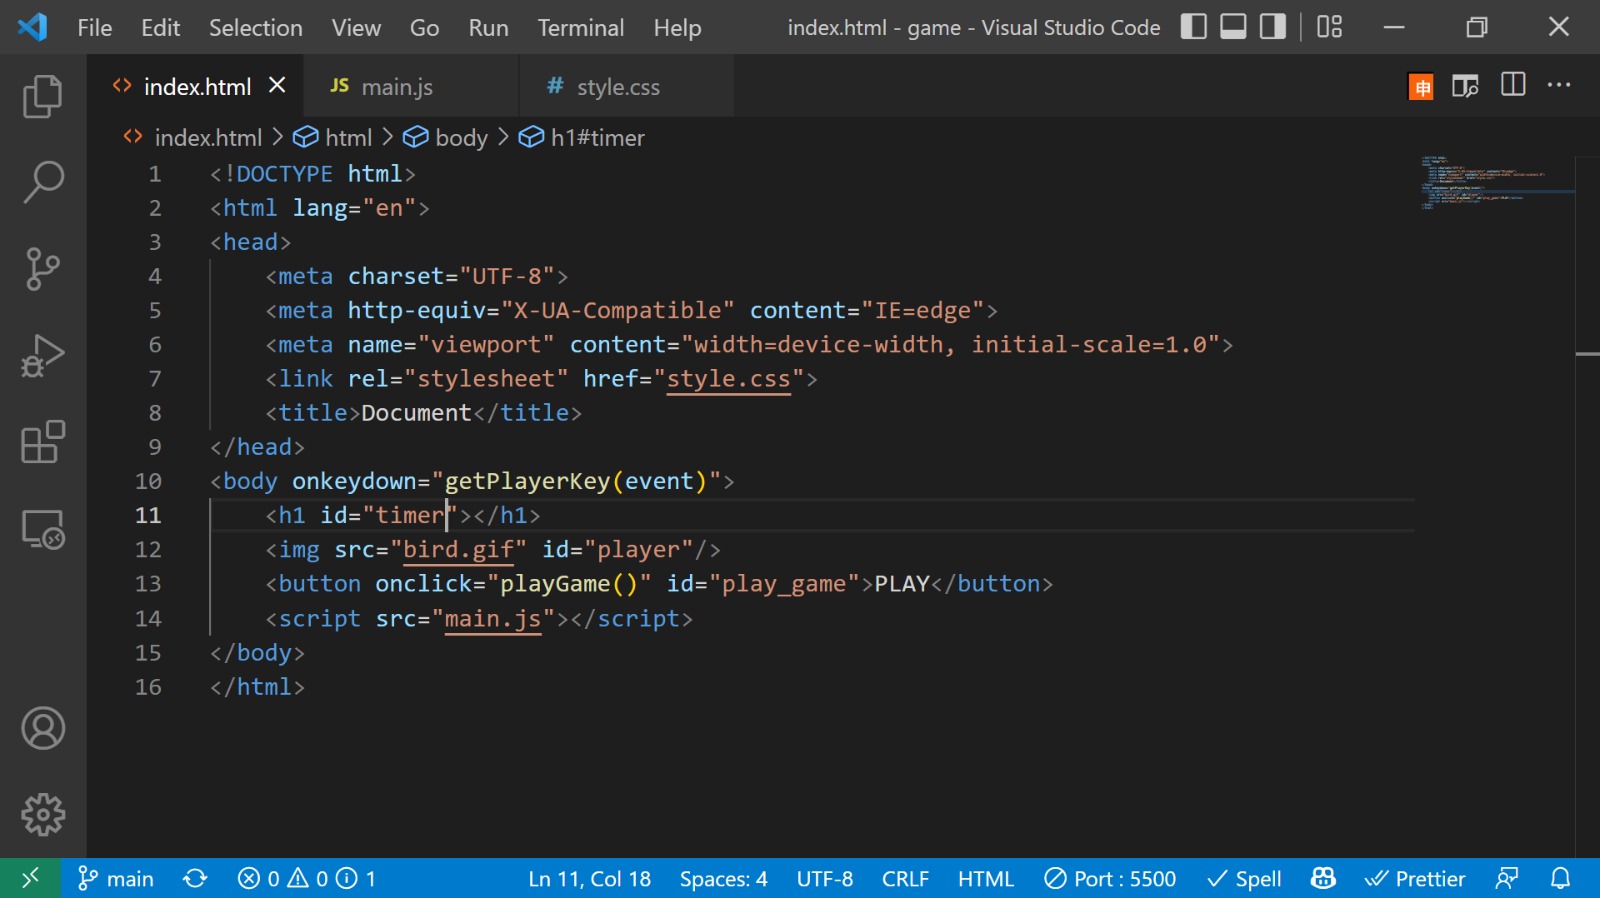 File Edit Selection View Go Run Terminal Help index.html - game - Visual Studio Code
index.html JS main.js # style.css 申
index.html > html > body > h1#timer
1 <!DOCTYPE html>
2 <html lang="en">
3 <head>
4 <meta charset="UTF-8">
5 <meta http-equiv="X-UA-Compatible" content="IE=edge">
6 <meta name="viewport" content="width=device-width, initial-scale=1.0">
7 <link rel="stylesheet" href="style.css">
8 <title>Document</title>
9 </head>
10 <body onkeydown="getPlayerKey(event)">
11 <h1 id="timer"></h1>
12 <img src="bird.gif" id="player"/>
13 <button onclick="playGame()" id="play_game">PLAY</button>
14 <script src="main.js"></script>
15 </body>
16 </html>
main 0 0 1 Ln 11, Col 18 Spaces: 4 UTF-8 CRLF HTML Port : 5500 Spell Prettier